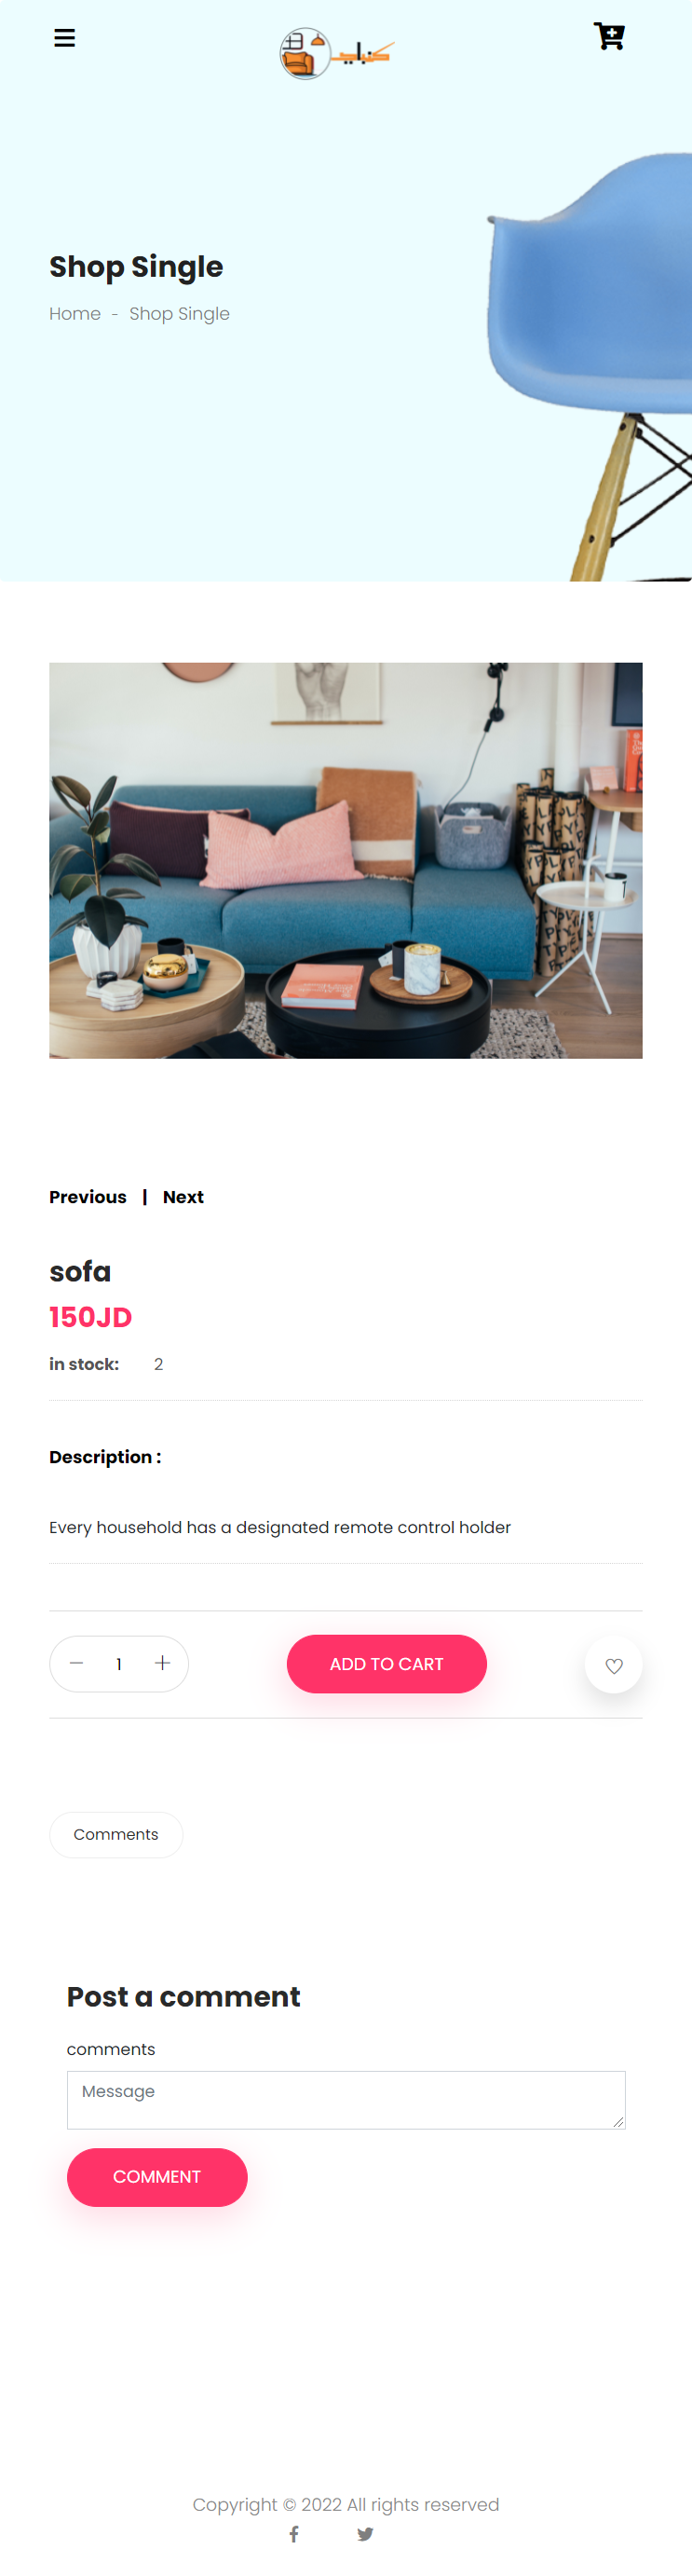 كنباية
Shop Single
Home - Shop Single
Previous | Next
sofa
150JD
in stock: 2
Description :
Every household has a designated remote control holder
1
ADD TO CART
Comments
Post a comment
comments
Message
COMMENT
Copyright © 2022 All rights reserved